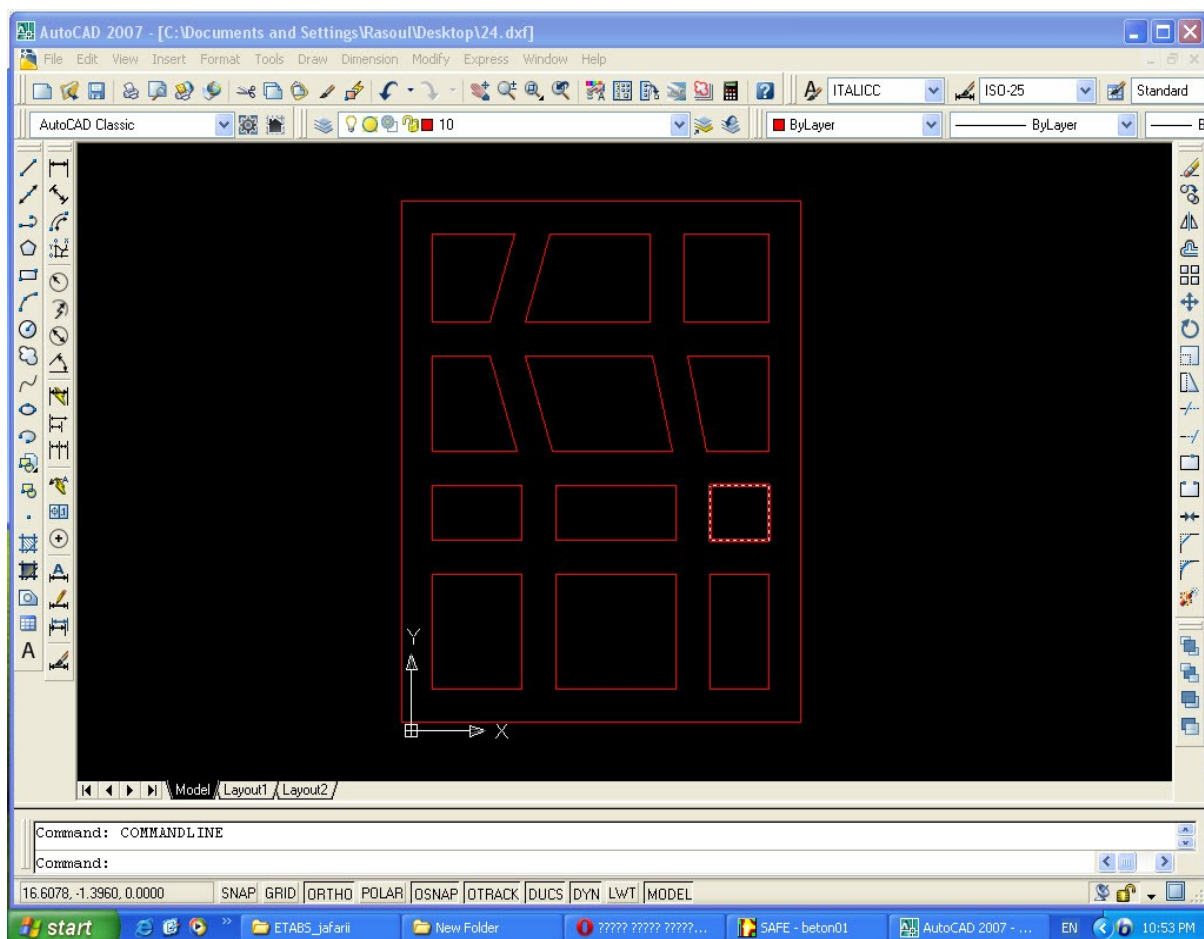 AutoCAD 2007 - [C:\Documents and Settings\Rasoul\Desktop\24.dxf]
File Edit View Insert Format Tools Draw Dimension Modify Express Window Help
ITALICC ISO-25 Standard
AutoCAD Classic 10 ByLayer ByLayer B
Y
X
Model Layout1 Layout2
Command: COMMANDLINE
Command:
16.6078, -1.3960, 0.0000 SNAP GRID ORTHO POLAR OSNAP OTRACK DUCS DYN LWT MODEL
start ETABS_jafarii New Folder ????? ????? ?????... SAFE - beton01 AutoCAD 2007 - ... EN 10:53 PM